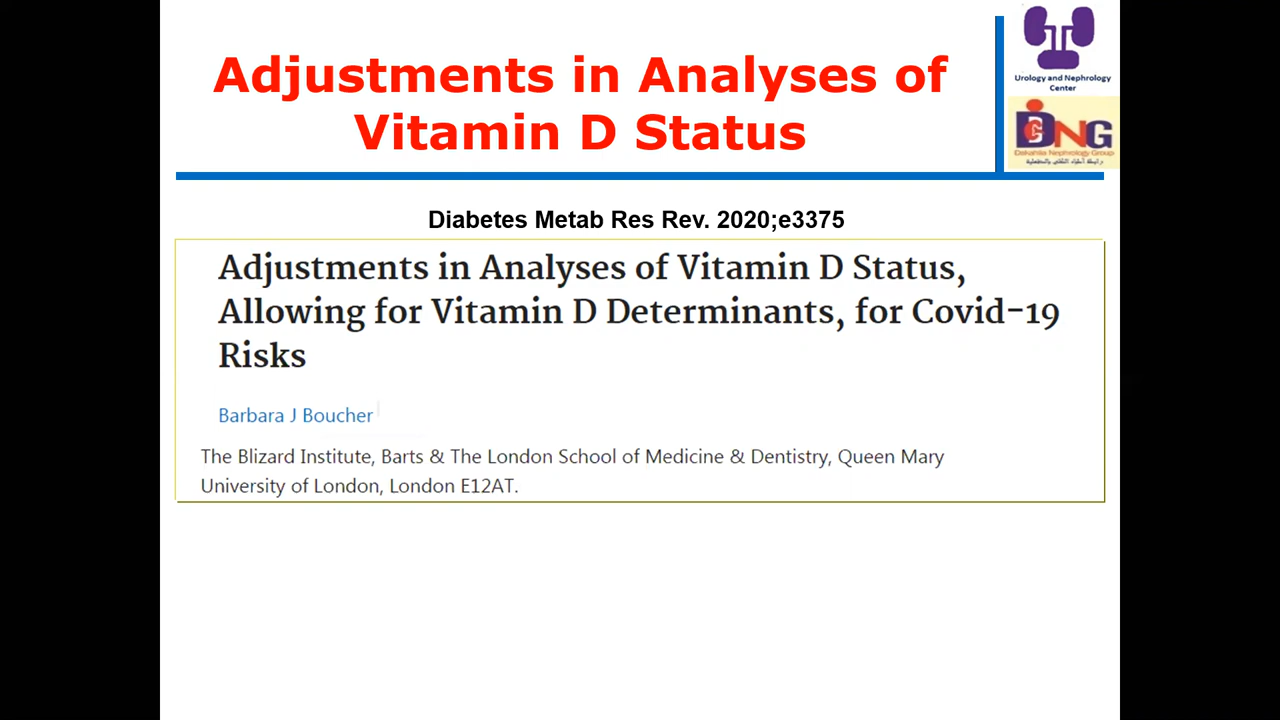 Adjustments in Analyses of
Vitamin D Status
Urology and Nephrology
Center
DNG
Dakahlia Nephrology Group
Diabetes Metab Res Rev. 2020;e3375
Adjustments in Analyses of Vitamin D Status,
Allowing for Vitamin D Determinants, for Covid-19
Risks
Barbara J Boucher
The Blizard Institute, Barts & The London School of Medicine & Dentistry, Queen Mary
University of London, London E12AT.